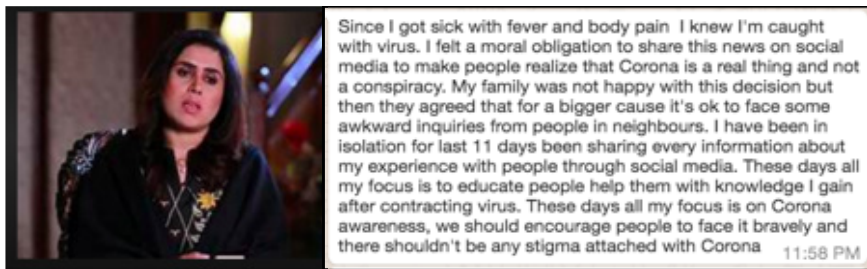 Since I got sick with fever and body pain  I knew I'm caught
with virus. I felt a moral obligation to share this news on social
media to make people realize that Corona is a real thing and not
a conspiracy. My family was not happy with this decision but
then they agreed that for a bigger cause it's ok to face some
awkward inquiries from people in neighbours. I have been in
isolation for last 11 days been sharing every information about
my experience with people through social media. These days all
my focus is to educate people help them with knowledge I gain
after contracting virus. These days all my focus is on Corona
awareness, we should encourage people to face it bravely and
there shouldn't be any stigma attached with Corona
11:58 PM